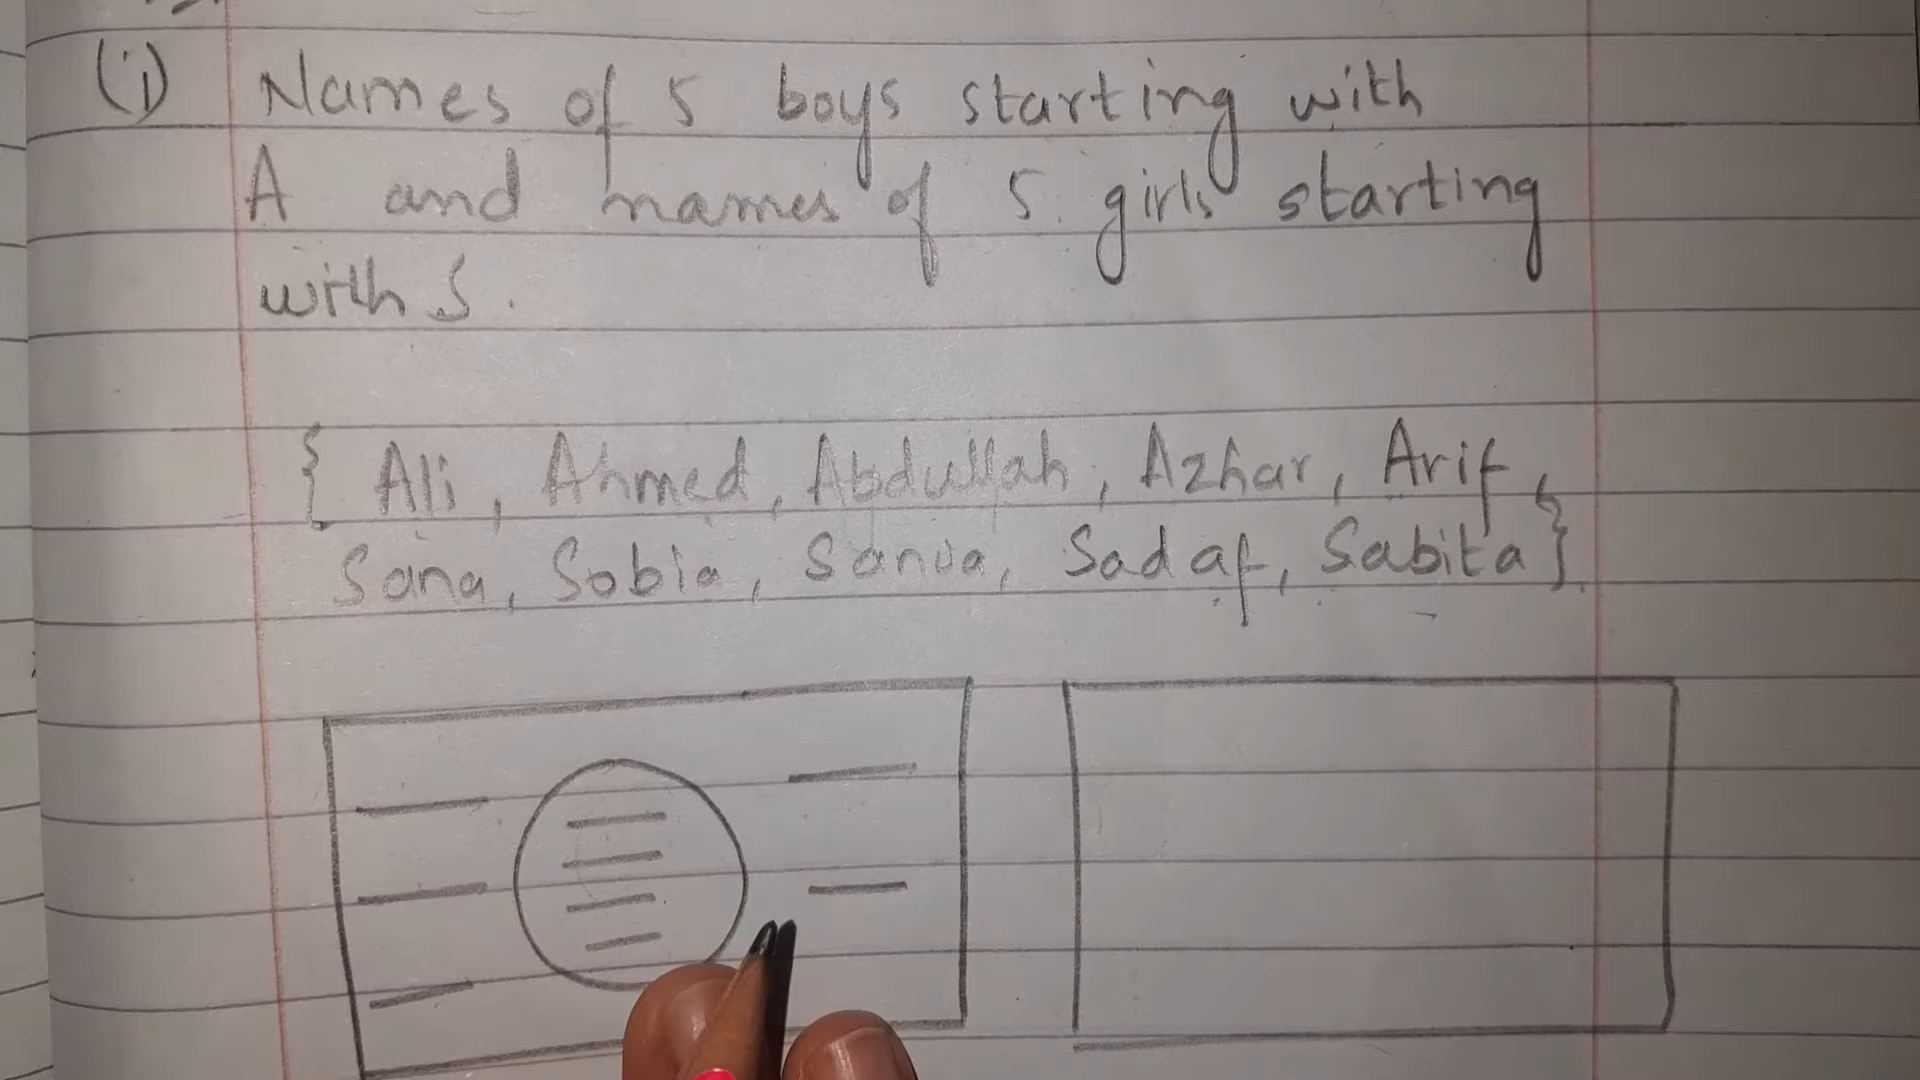 (i) Names of 5 boys starting with
A and names of 5 girls starting
with S.
{ Ali, Ahmed, Abdullah, Azhar, Arif,
Sana, Sobia, Sania, Sadaf, Sabita }.